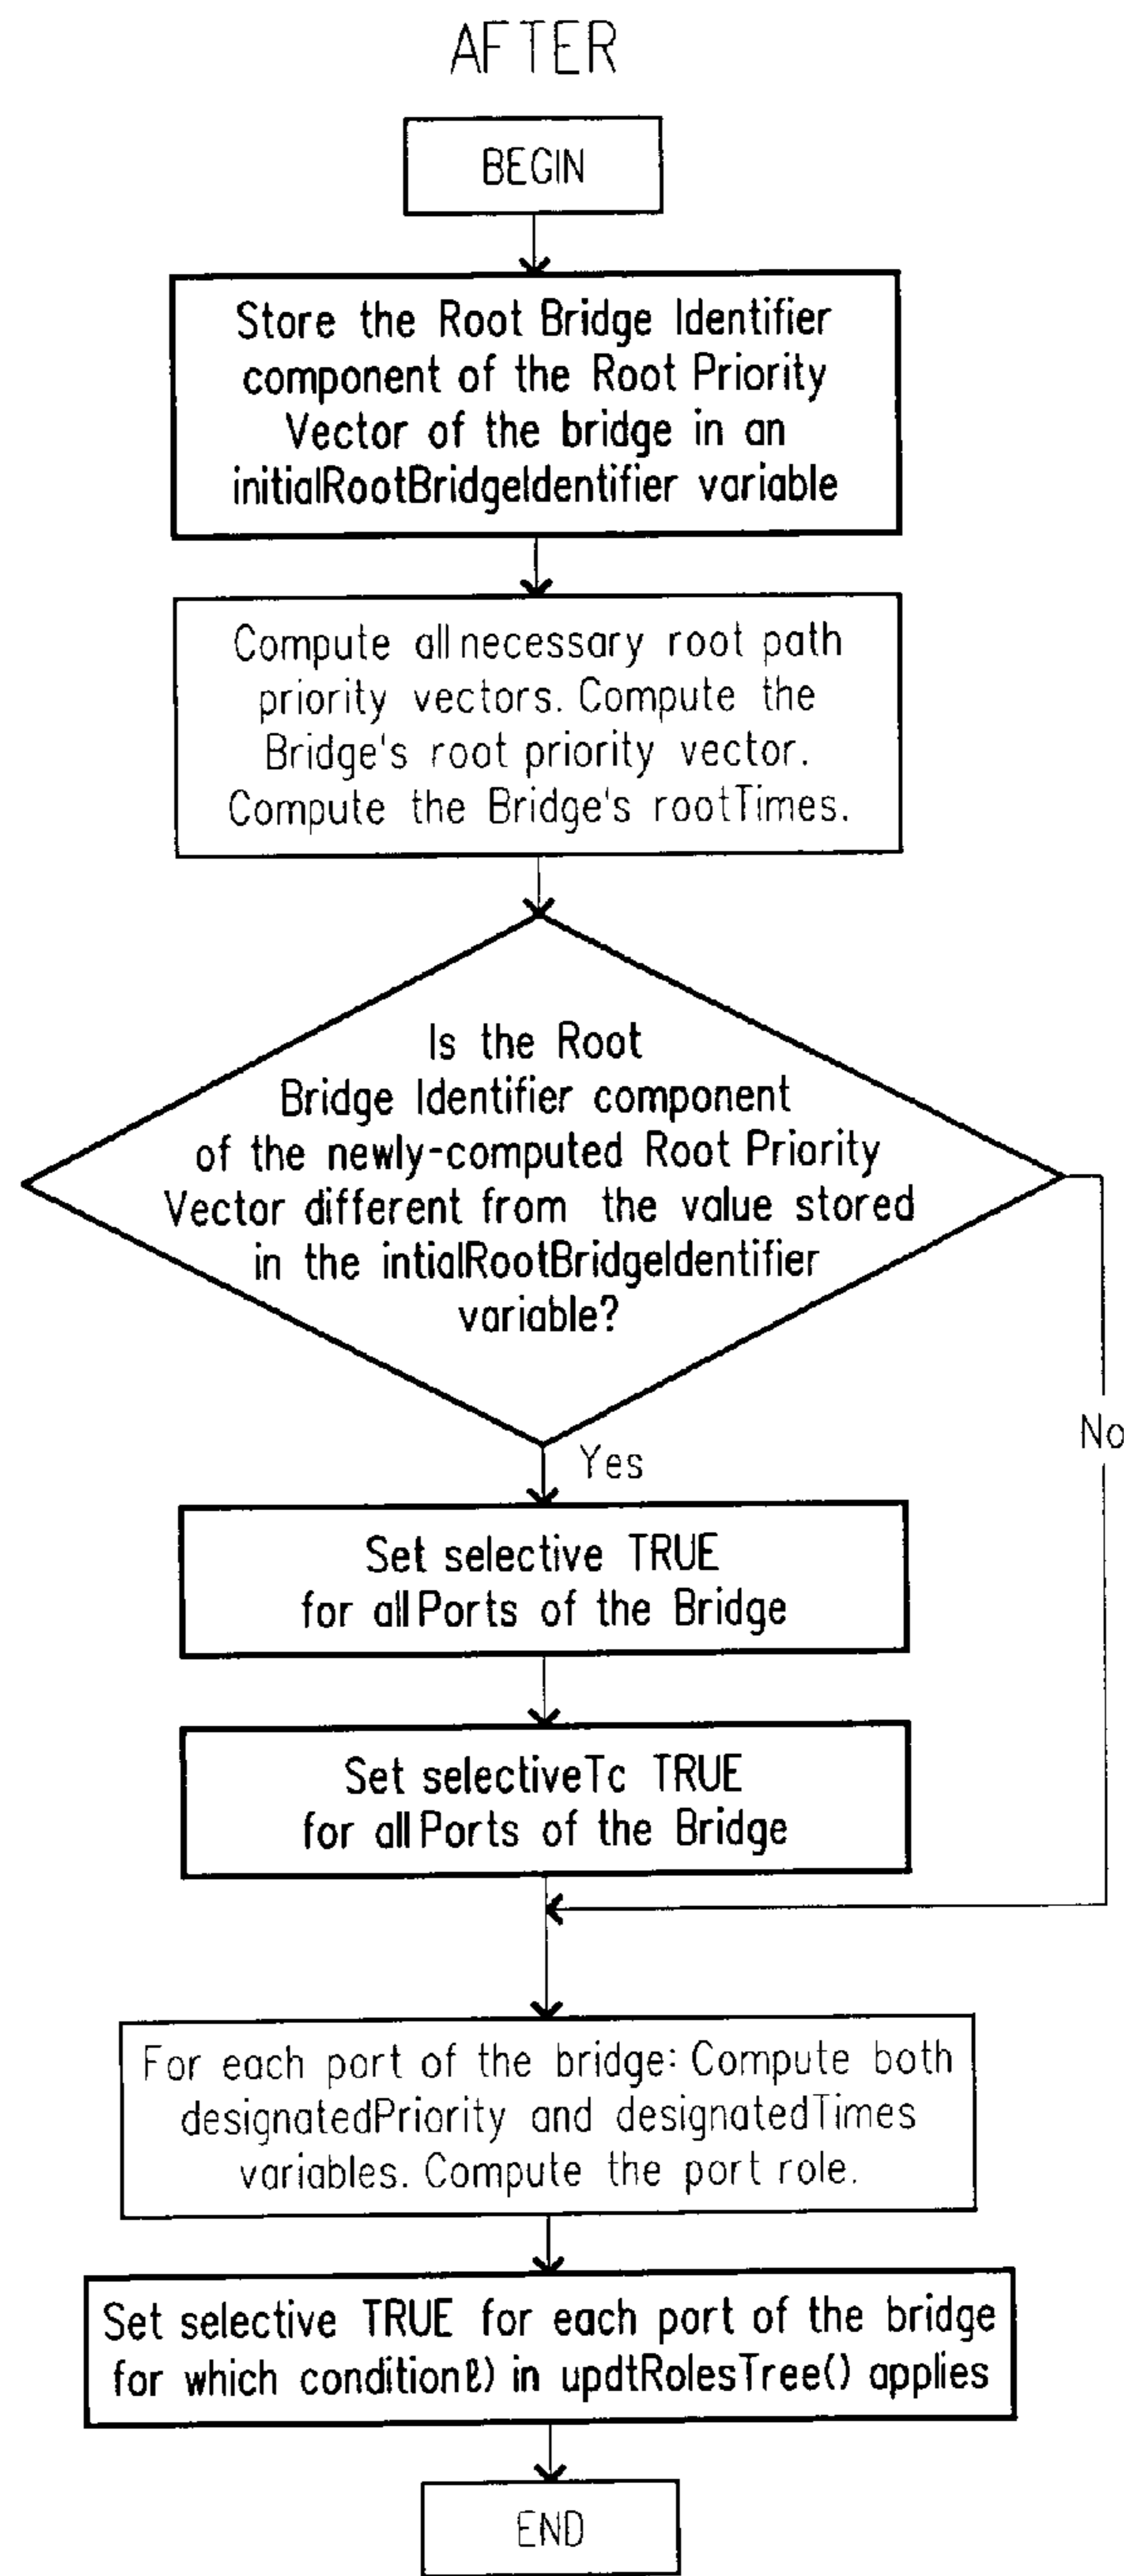 AFTER
BEGIN
Store the Root Bridge Identifier
component of the Root Priority
Vector of the bridge in an
initialRootBridgeIdentifier variable
Compute all necessary root path
priority vectors. Compute the
Bridge's root priority vector.
Compute the Bridge's rootTimes.
Is the Root
Bridge Identifier component
of the newly-computed Root Priority
Vector different from the value stored
in the intialRootBridgeIdentifier
variable?
No
Yes
Set selective TRUE
for all Ports of the Bridge
Set selectiveTc TRUE
for all Ports of the Bridge
For each port of the bridge: Compute both
designatedPriority and designatedTimes
variables. Compute the port role.
Set selective TRUE for each port of the bridge
for which condition in updtRolesTree() applies
END